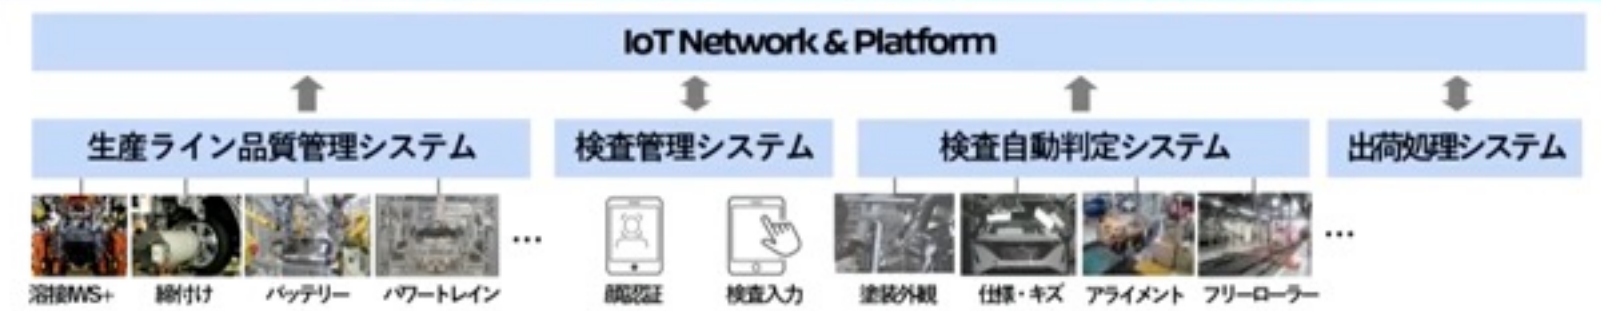 IoT Network & Platform
生産ライン品質管理システム
検査管理システム
検査自動判定システム
出荷処理システム
溶接IWS+
締付け
バッテリー
パワートレイン
…
顔認証
検査入力
塗装外観
仕様・キズ
アライメント
フリーローラー
…